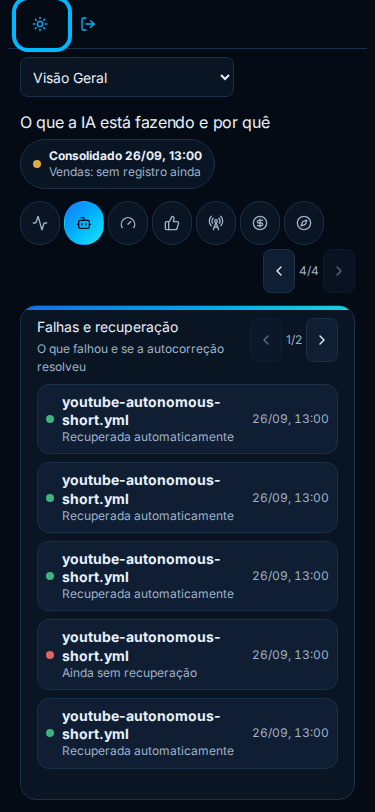 Visão Geral
O que a IA está fazendo e por quê
Consolidado 26/09, 13:00
Vendas: sem registro ainda
4/4
Falhas e recuperação
O que falhou e se a autocorreção
resolveu
1/2
youtube-autonomous-
short.yml
Recuperada automaticamente
26/09, 13:00
youtube-autonomous-
short.yml
Recuperada automaticamente
26/09, 13:00
youtube-autonomous-
short.yml
Recuperada automaticamente
26/09, 13:00
youtube-autonomous-
short.yml
Ainda sem recuperação
26/09, 13:00
youtube-autonomous-
short.yml
Recuperada automaticamente
26/09, 13:00